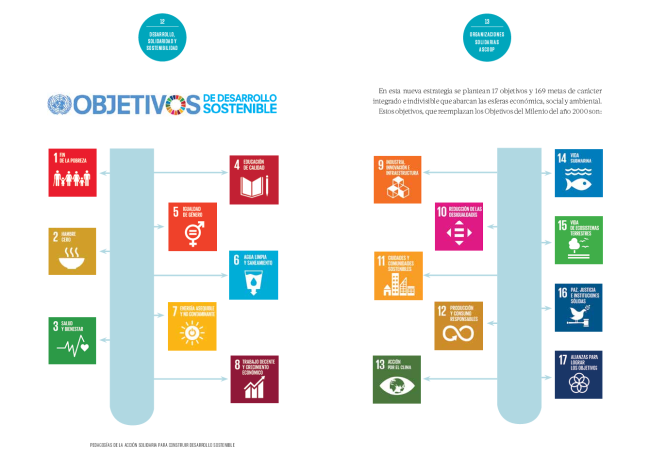 12
DESARROLLO,
SOLIDARIDAD Y
SOSTENIBILIDAD
OBJETIVOS
DE DESARROLLO
SOSTENIBLE
1 FIN
DE LA POBREZA
2 HAMBRE
CERO
3 SALUD
Y BIENESTAR
4 EDUCACIÓN
DE CALIDAD
5 IGUALDAD
DE GÉNERO
6 AGUA LIMPIA
Y SANEAMIENTO
7 ENERGÍA ASEQUIBLE
Y NO CONTAMINANTE
8 TRABAJO DECENTE
Y CRECIMIENTO
ECONÓMICO
PEDAGOGÍAS DE LA ACCIÓN SOLIDARIA PARA CONSTRUIR DESARROLLO SOSTENIBLE
13
ORGANIZACIONES
SOLIDARIAS
ASCOOP
En esta nueva estrategia se plantean 17 objetivos y 169 metas de carácter
integrado e indivisible que abarcan las esferas económica, social y ambiental.
Estos objetivos, que reemplazan los Objetivos del Milenio del año 2000 son:
9 INDUSTRIA,
INNOVACIÓN E
INFRAESTRUCTURA
10 REDUCCIÓN DE LAS
DESIGUALDADES
11 CIUDADES Y
COMUNIDADES
SOSTENIBLES
12 PRODUCCIÓN
Y CONSUMO
RESPONSABLES
13 ACCIÓN
POR EL CLIMA
14 VIDA
SUBMARINA
15 VIDA
DE ECOSISTEMAS
TERRESTRES
16 PAZ, JUSTICIA
E INSTITUCIONES
SÓLIDAS
17 ALIANZAS PARA
LOGRAR
LOS OBJETIVOS